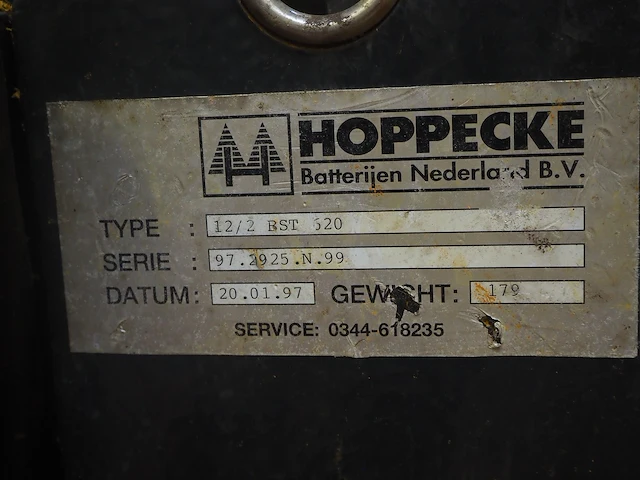 HOPPECKE
Batterijen Nederland B.V.
TYPE : 12/2 BST 620
SERIE : 97.2925.N.99
DATUM: 20.01.97 GEWICHT: 179
SERVICE: 0344-618235